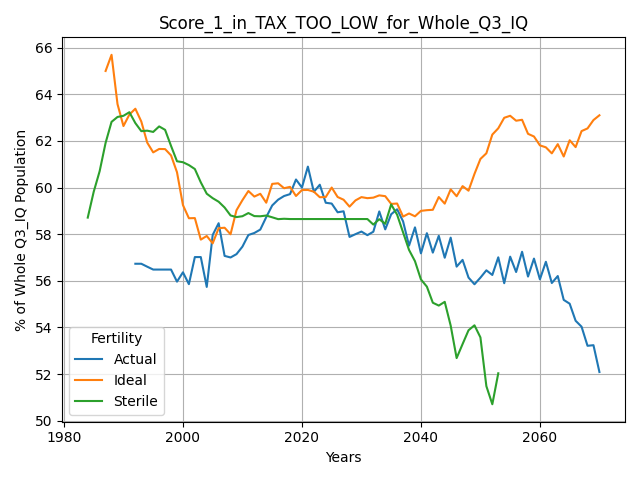 Score_1_in_TAX_TOO_LOW_for_Whole_Q3_IQ
% of Whole Q3_IQ Population
66
64
62
60
58
56
54
52
50
Fertility
Actual
Ideal
Sterile
1980
2000
2020
2040
2060
Years